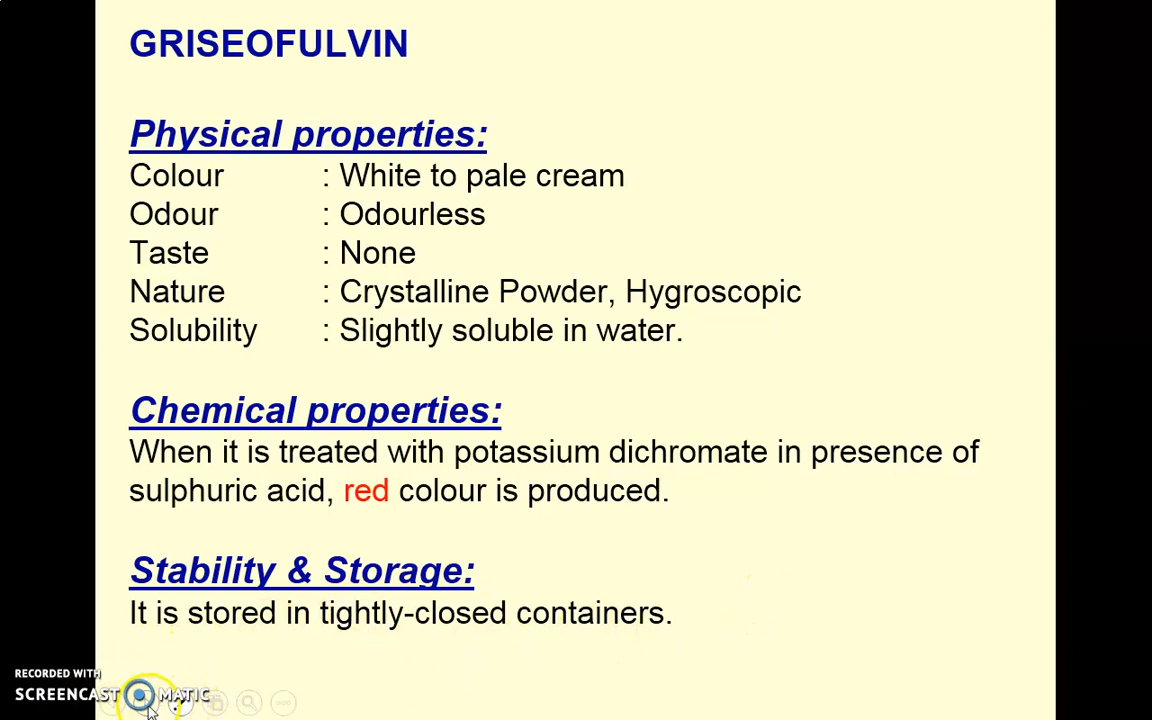 GRISEOFULVIN
Physical properties:
Colour : White to pale cream
Odour : Odourless
Taste : None
Nature : Crystalline Powder, Hygroscopic
Solubility : Slightly soluble in water.
Chemical properties:
When it is treated with potassium dichromate in presence of
sulphuric acid, red colour is produced.
Stability & Storage:
It is stored in tightly-closed containers.
RECORDED WITH
SCREENCAST MATIC